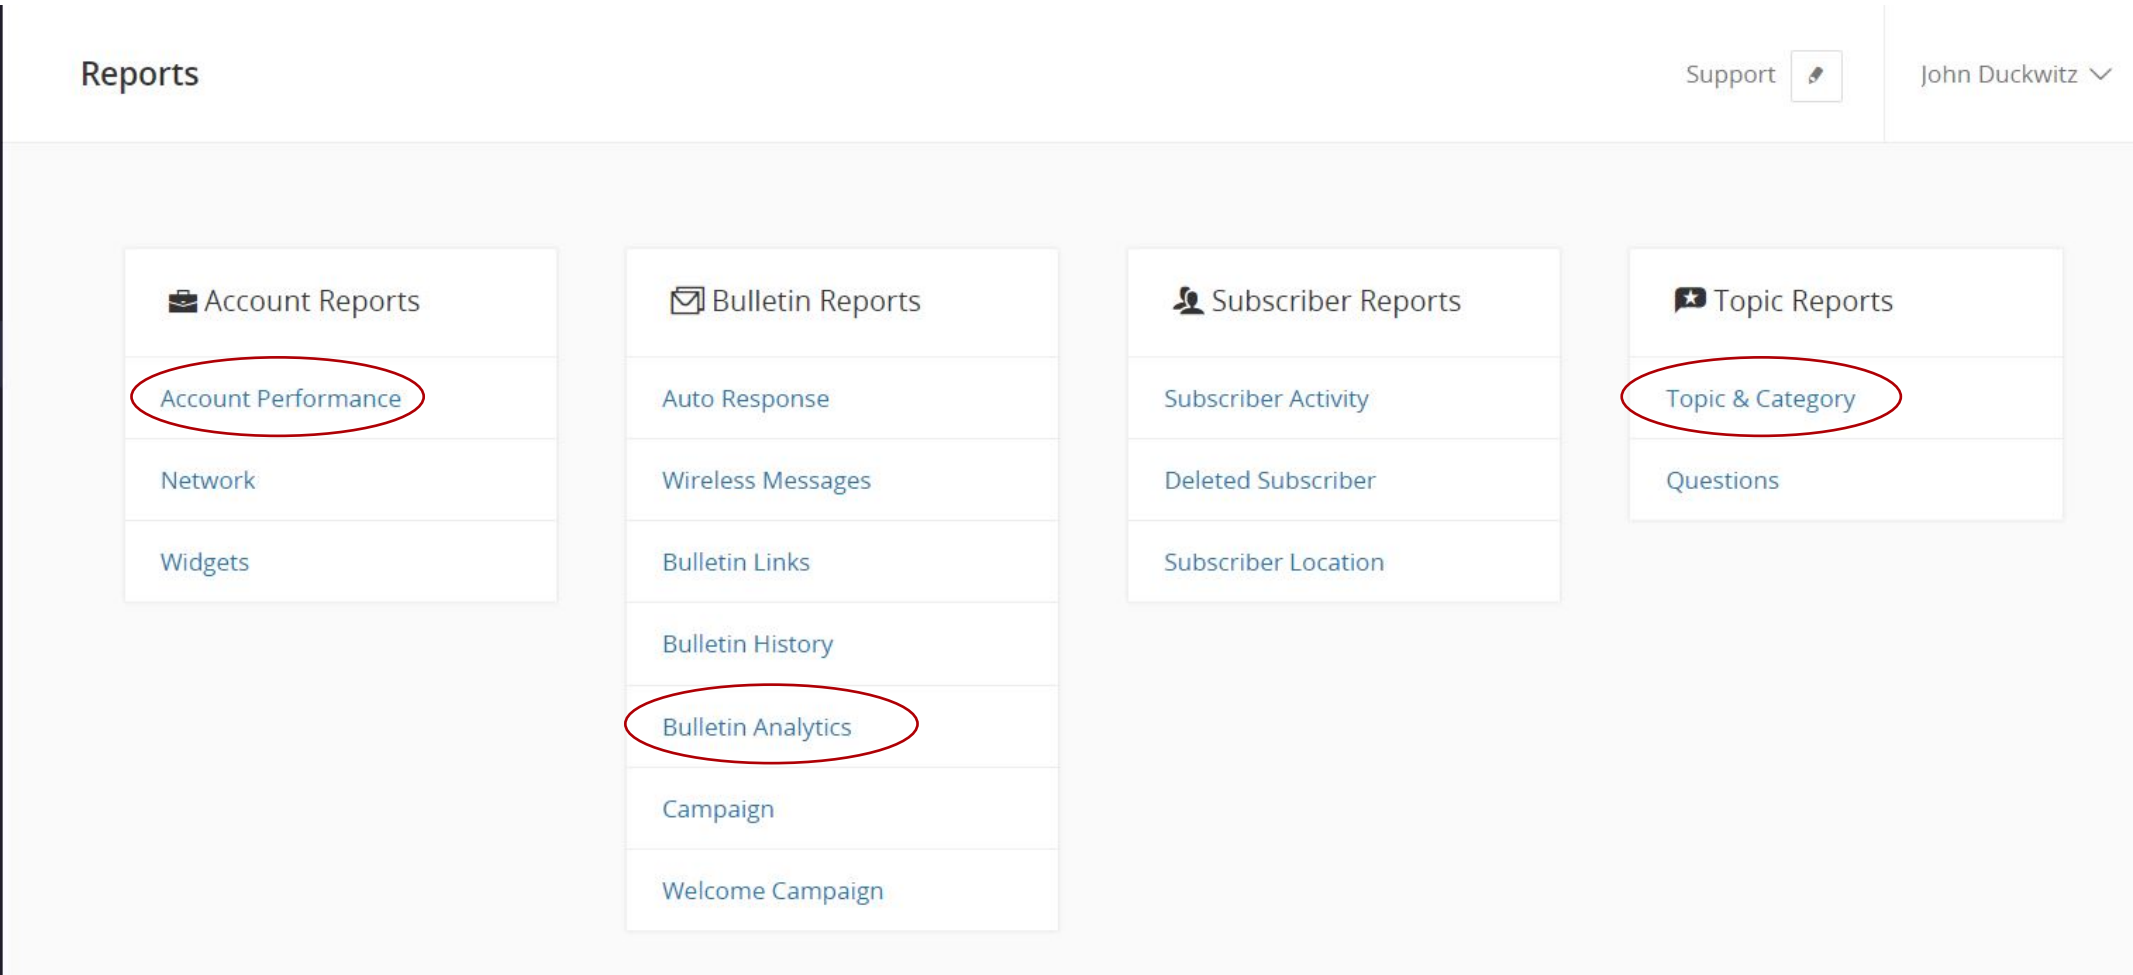 Reports
Support
John Duckwitz
Account Reports
Account Performance
Network
Widgets
Bulletin Reports
Auto Response
Wireless Messages
Bulletin Links
Bulletin History
Bulletin Analytics
Campaign
Welcome Campaign
Subscriber Reports
Subscriber Activity
Deleted Subscriber
Subscriber Location
Topic Reports
Topic & Category
Questions